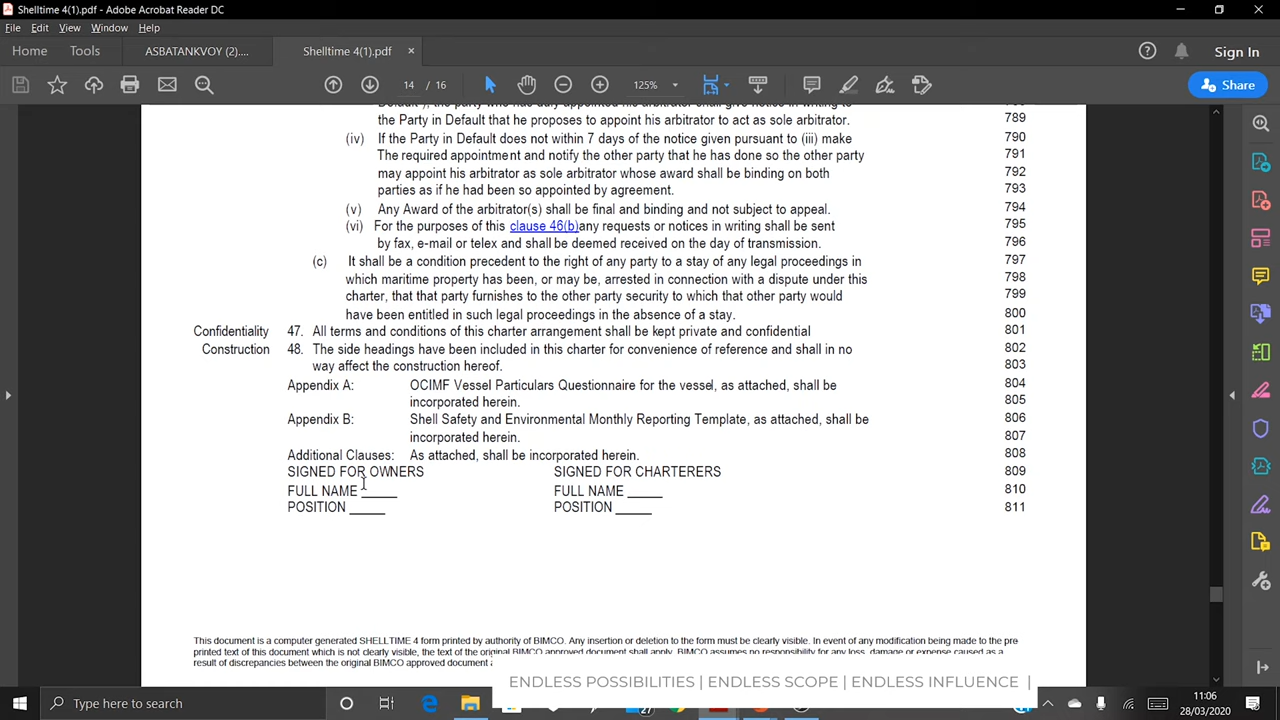 Shelltime 4(1).pdf - Adobe Acrobat Reader DC
File Edit View Window Help
Home Tools ASBATANKVOY (2).... Shelltime 4(1).pdf × Sign In
14 / 16 125% Share
the Party in Default that he proposes to appoint his arbitrator to act as sole arbitrator. 789
(iv) If the Party in Default does not within 7 days of the notice given pursuant to (iii) make 790
The required appointment and notify the other party that he has done so the other party 791
may appoint his arbitrator as sole arbitrator whose award shall be binding on both 792
parties as if he had been so appointed by agreement. 793
(v) Any Award of the arbitrator(s) shall be final and binding and not subject to appeal. 794
(vi) For the purposes of this clause 46(b)any requests or notices in writing shall be sent 795
by fax, e-mail or telex and shall be deemed received on the day of transmission. 796
(c) It shall be a condition precedent to the right of any party to a stay of any legal proceedings in 797
which maritime property has been, or may be, arrested in connection with a dispute under this 798
charter, that that party furnishes to the other party security to which that other party would 799
have been entitled in such legal proceedings in the absence of a stay. 800
Confidentiality 47. All terms and conditions of this charter arrangement shall be kept private and confidential 801
Construction 48. The side headings have been included in this charter for convenience of reference and shall in no 802
way affect the construction hereof. 803
Appendix A: OCIMF Vessel Particulars Questionnaire for the vessel, as attached, shall be 804
incorporated herein. 805
Appendix B: Shell Safety and Environmental Monthly Reporting Template, as attached, shall be 806
incorporated herein. 807
Additional Clauses: As attached, shall be incorporated herein. 808
SIGNED FOR OWNERS SIGNED FOR CHARTERERS 809
FULL NAME _____ FULL NAME _____ 810
POSITION _____ POSITION _____ 811
This document is a computer generated SHELLTIME 4 form printed by authority of BIMCO. Any insertion or deletion to the form must be clearly visible. In event of any modification being made to the pre
printed text of this document which is not clearly visible, the text of the original BIMCO approved document shall apply. BIMCO assumes no responsibility for any loss, damage or expense caused as a
result of discrepancies between the original BIMCO approved document
ENDLESS POSSIBILITIES | ENDLESS SCOPE | ENDLESS INFLUENCE |
Type here to search 27 11:06
28/03/2020